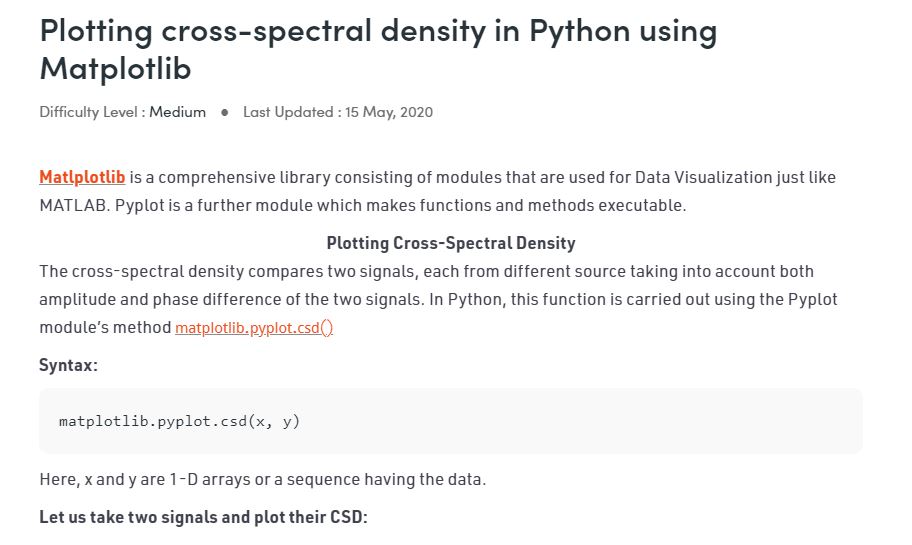 Plotting cross-spectral density in Python using
Matplotlib
Difficulty Level : Medium ● Last Updated : 15 May, 2020
Matlplotlib is a comprehensive library consisting of modules that are used for Data Visualization just like
MATLAB. Pyplot is a further module which makes functions and methods executable.
Plotting Cross-Spectral Density
The cross-spectral density compares two signals, each from different source taking into account both
amplitude and phase difference of the two signals. In Python, this function is carried out using the Pyplot
module’s method matplotlib.pyplot.csd()
Syntax:
matplotlib.pyplot.csd(x, y)
Here, x and y are 1-D arrays or a sequence having the data.
Let us take two signals and plot their CSD: